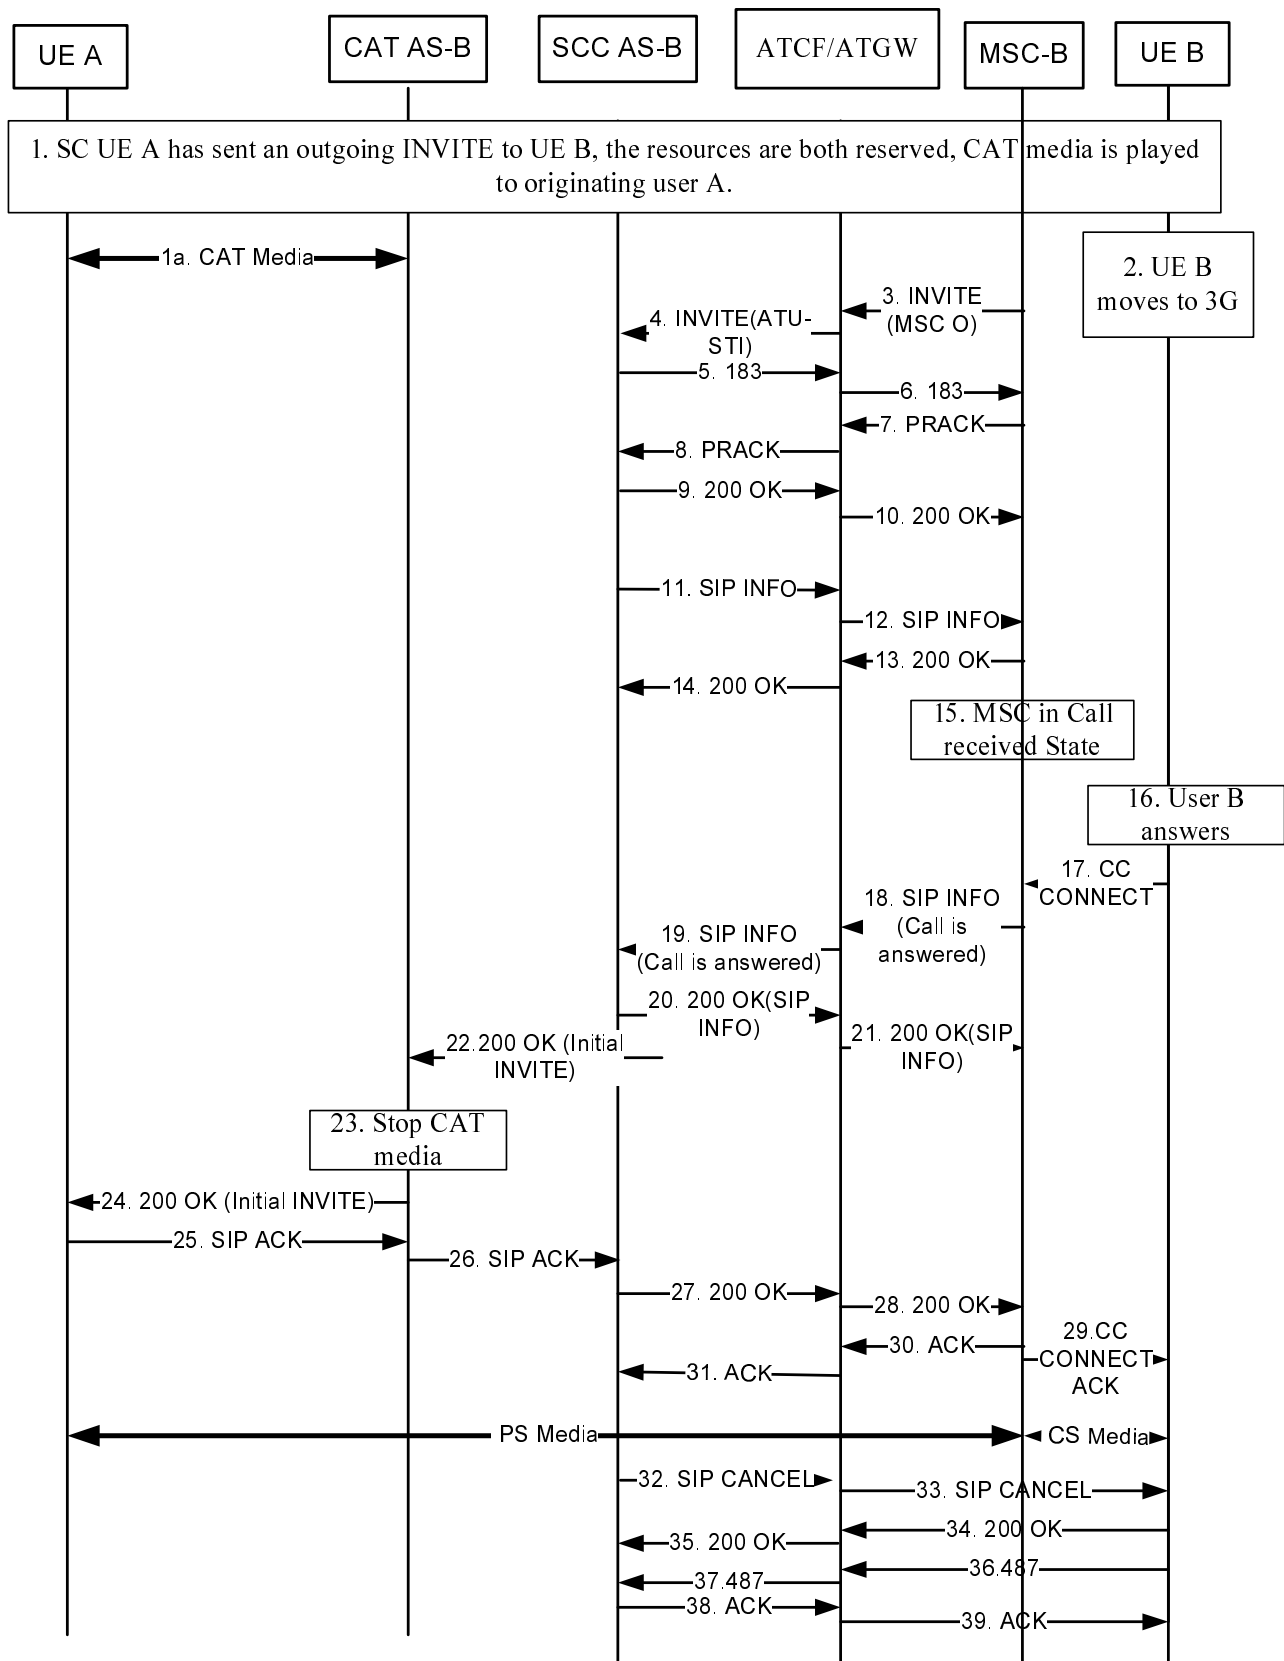 UE A
CAT AS-B
SCC AS-B
ATCF/ATGW
MSC-B
UE B
1. SC UE A has sent an outgoing INVITE to UE B, the resources are both reserved, CAT media is played
to originating user A.
1a. CAT Media
2. UE B
moves to 3G
3. INVITE
(MSC O)
4. INVITE(ATU-
STI)
5. 183
6. 183
7. PRACK
8. PRACK
9. 200 OK
10. 200 OK
11. SIP INFO
12. SIP INFO
13. 200 OK
14. 200 OK
15. MSC in Call
received State
16. User B
answers
17. CC
CONNECT
18. SIP INFO
(Call is
answered)
19. SIP INFO
(Call is answered)
20. 200 OK(SIP
INFO)
21. 200 OK(SIP
INFO)
22.200 OK (Initial
INVITE)
23. Stop CAT
media
24. 200 OK (Initial INVITE)
25. SIP ACK
26. SIP ACK
27. 200 OK
28. 200 OK
29.CC
CONNECT
ACK
30. ACK
31. ACK
PS Media
CS Media
32. SIP CANCEL
33. SIP CANCEL
34. 200 OK
35. 200 OK
36.487
37.487
38. ACK
39. ACK